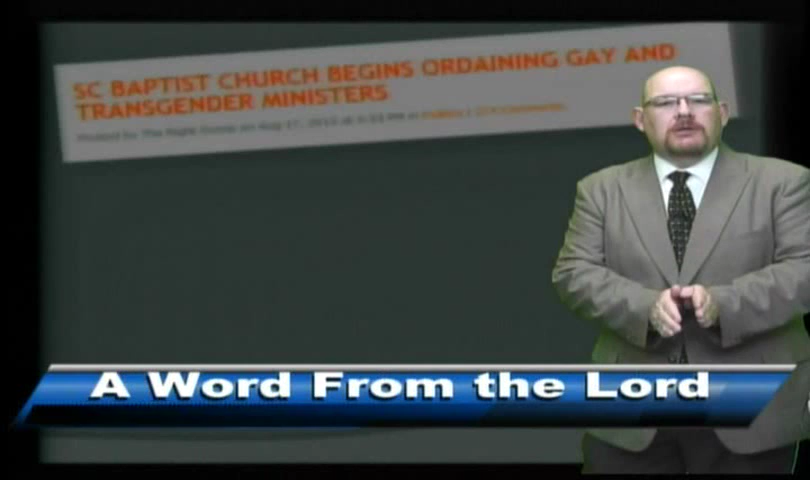 SC BAPTIST CHURCH BEGINS ORDAINING GAY AND
TRANSGENDER MINISTERS
A Word From the Lord